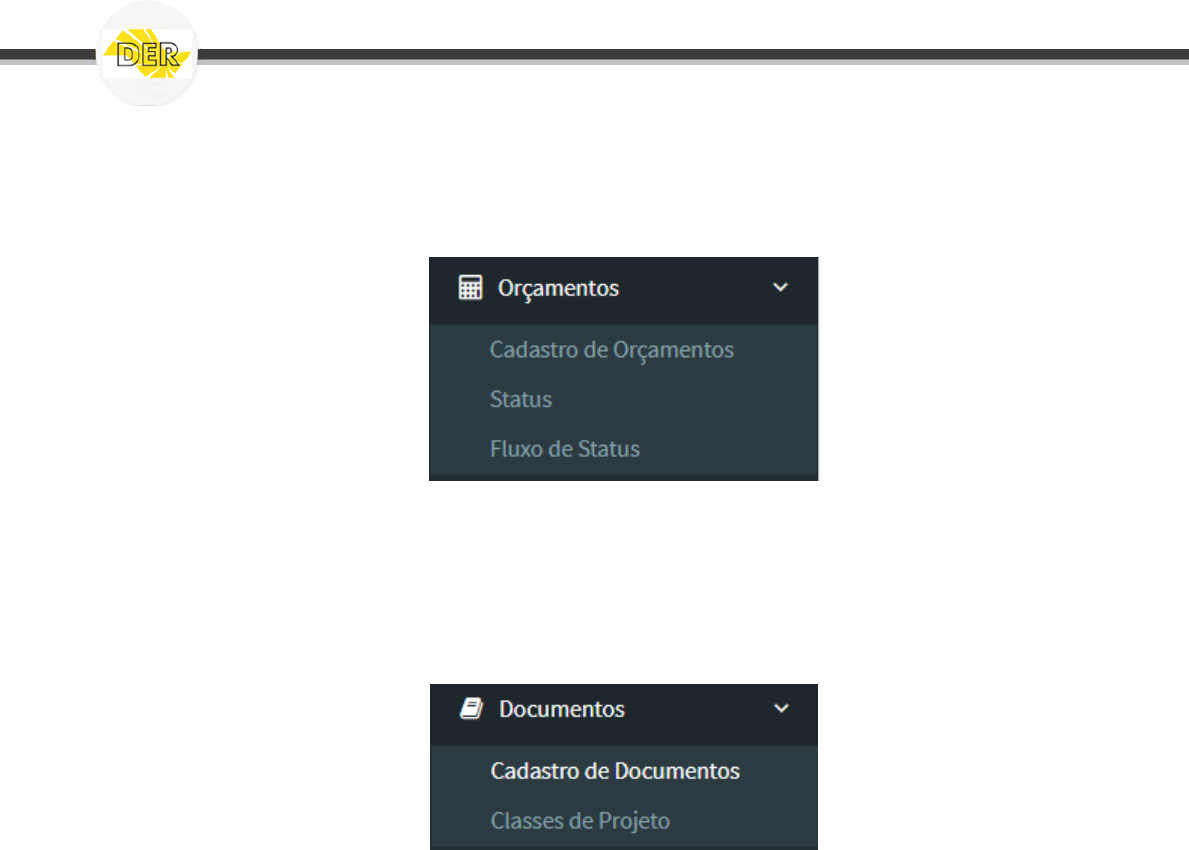 DER
Orçamentos
Cadastro de Orçamentos
Status
Fluxo de Status
Documentos
Cadastro de Documentos
Classes de Projeto